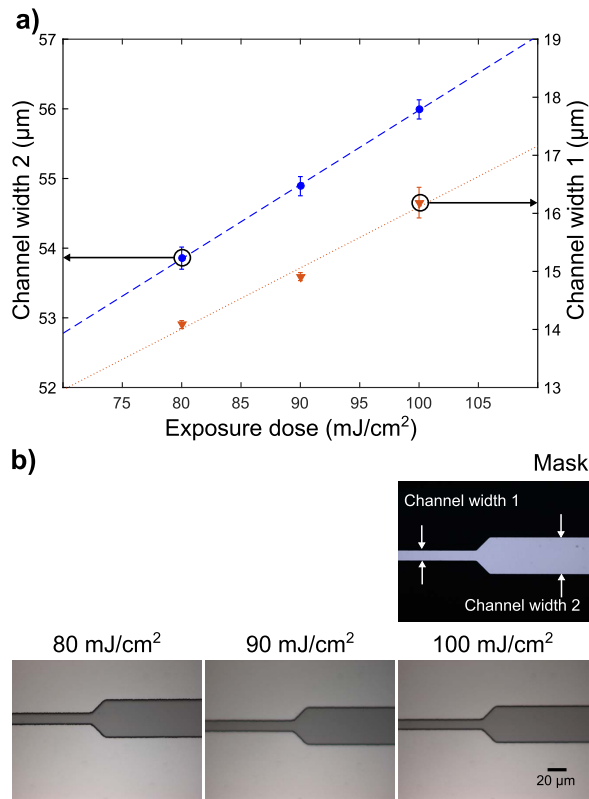 a)
57
56
55
54
53
52
Channel width 2 (μm)
19
18
17
16
15
14
13
Channel width 1 (μm)
75 80 85 90 95 100 105
Exposure dose (mJ/cm²)
b)
Mask
Channel width 1
Channel width 2
80 mJ/cm² 90 mJ/cm² 100 mJ/cm²
20 μm